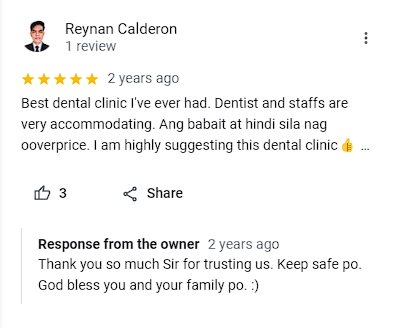 Reynan Calderon
1 review
2 years ago
Best dental clinic I've ever had. Dentist and staffs are
very accommodating. Ang babait at hindi sila nag
ooverprice. I am highly suggesting this dental clinic 👍 ...
3 Share
Response from the owner 2 years ago
Thank you so much Sir for trusting us. Keep safe po.
God bless you and your family po. :)